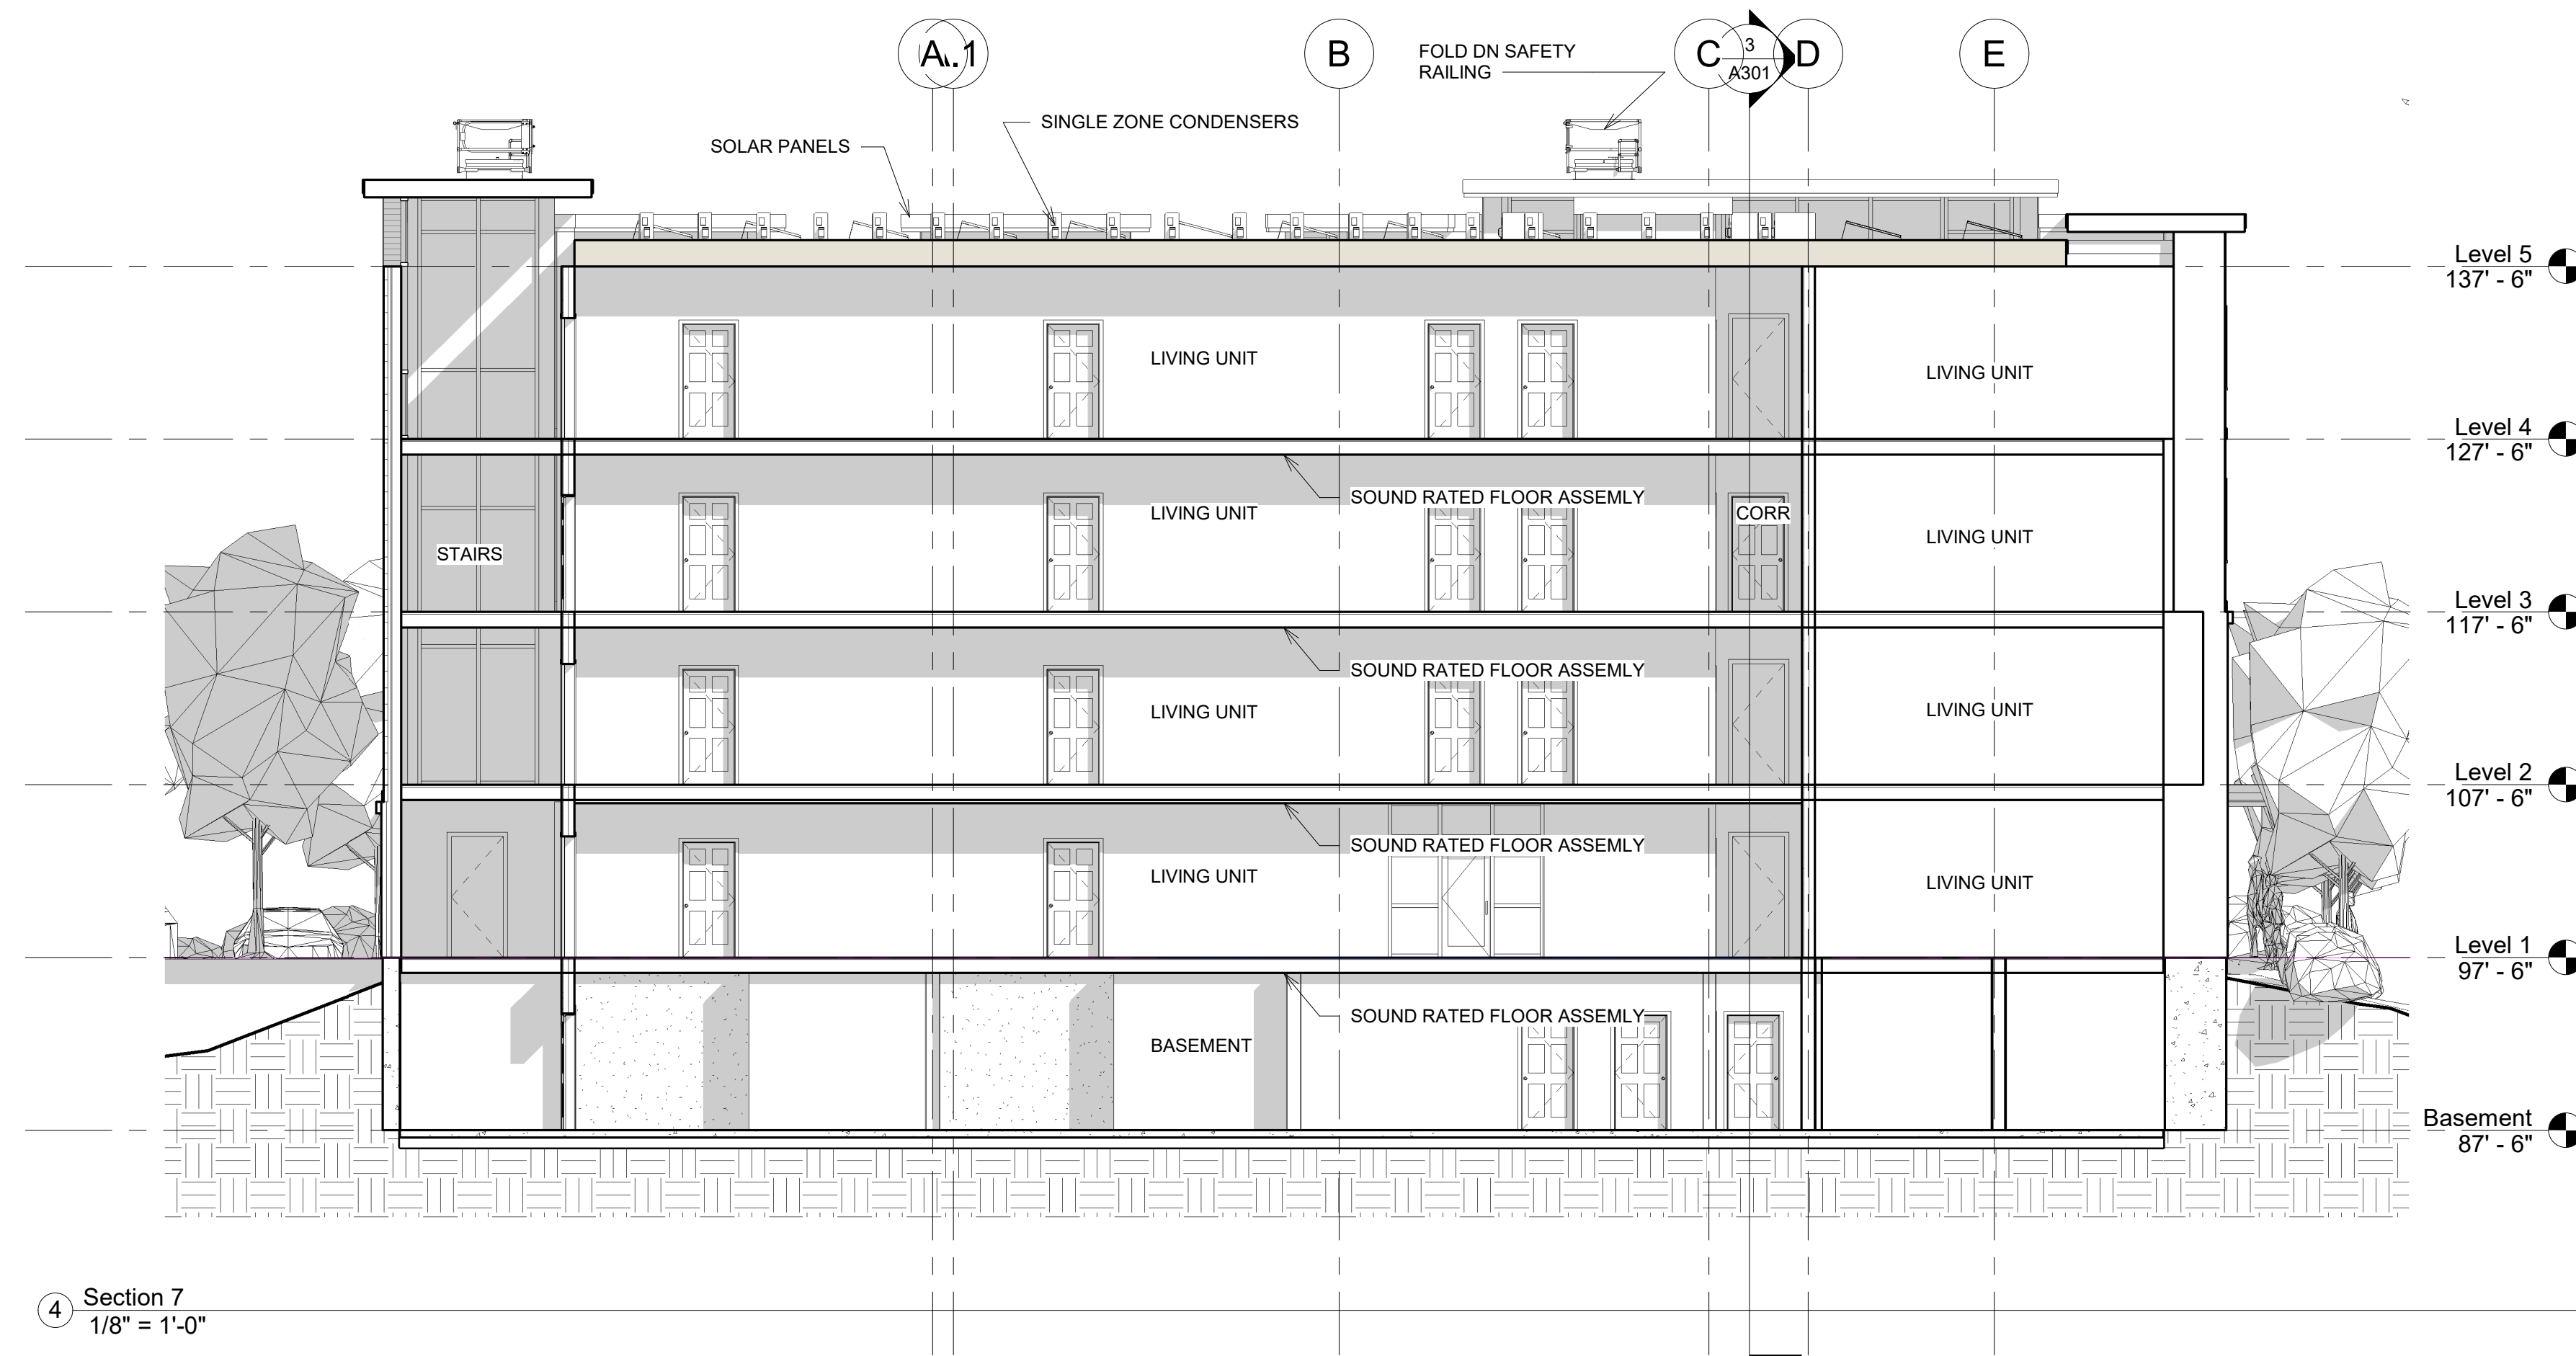 A
A.1
B
C
3
A301
D
E
FOLD DN SAFETY
RAILING
SINGLE ZONE CONDENSERS
SOLAR PANELS
Level 5
137' - 6"
LIVING UNIT
LIVING UNIT
Level 4
127' - 6"
SOUND RATED FLOOR ASSEMLY
LIVING UNIT
CORR
LIVING UNIT
STAIRS
Level 3
117' - 6"
SOUND RATED FLOOR ASSEMLY
LIVING UNIT
LIVING UNIT
Level 2
107' - 6"
SOUND RATED FLOOR ASSEMLY
LIVING UNIT
LIVING UNIT
Level 1
97' - 6"
SOUND RATED FLOOR ASSEMLY
BASEMENT
Basement
87' - 6"
4
Section 7
1/8" = 1'-0"